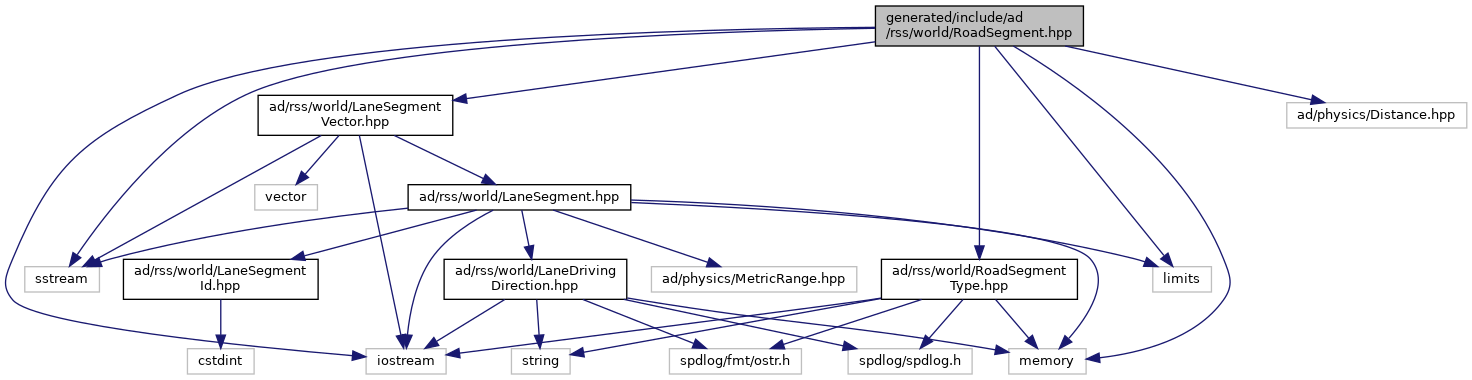 generated/include/ad
/rss/world/RoadSegment.hpp
ad/rss/world/LaneSegment
Vector.hpp
ad/physics/Distance.hpp
vector
ad/rss/world/LaneSegment.hpp
sstream
ad/rss/world/LaneSegment
Id.hpp
ad/rss/world/LaneDriving
Direction.hpp
ad/physics/MetricRange.hpp
ad/rss/world/RoadSegment
Type.hpp
limits
cstdint
iostream
string
spdlog/fmt/ostr.h
spdlog/spdlog.h
memory